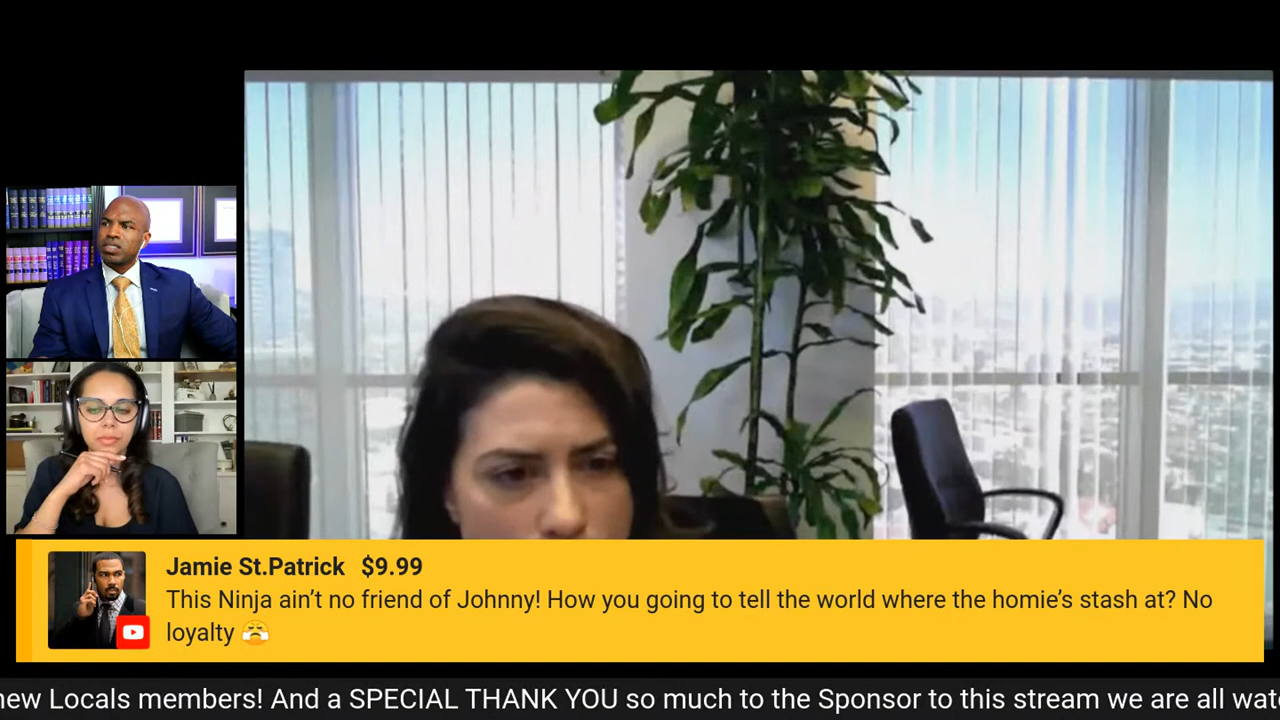 Jamie St.Patrick $9.99
This Ninja ain’t no friend of Johnny! How you going to tell the world where the homie’s stash at? No
loyalty 😤
new Locals members! And a SPECIAL THANK YOU so much to the Sponsor to this stream we are all wat